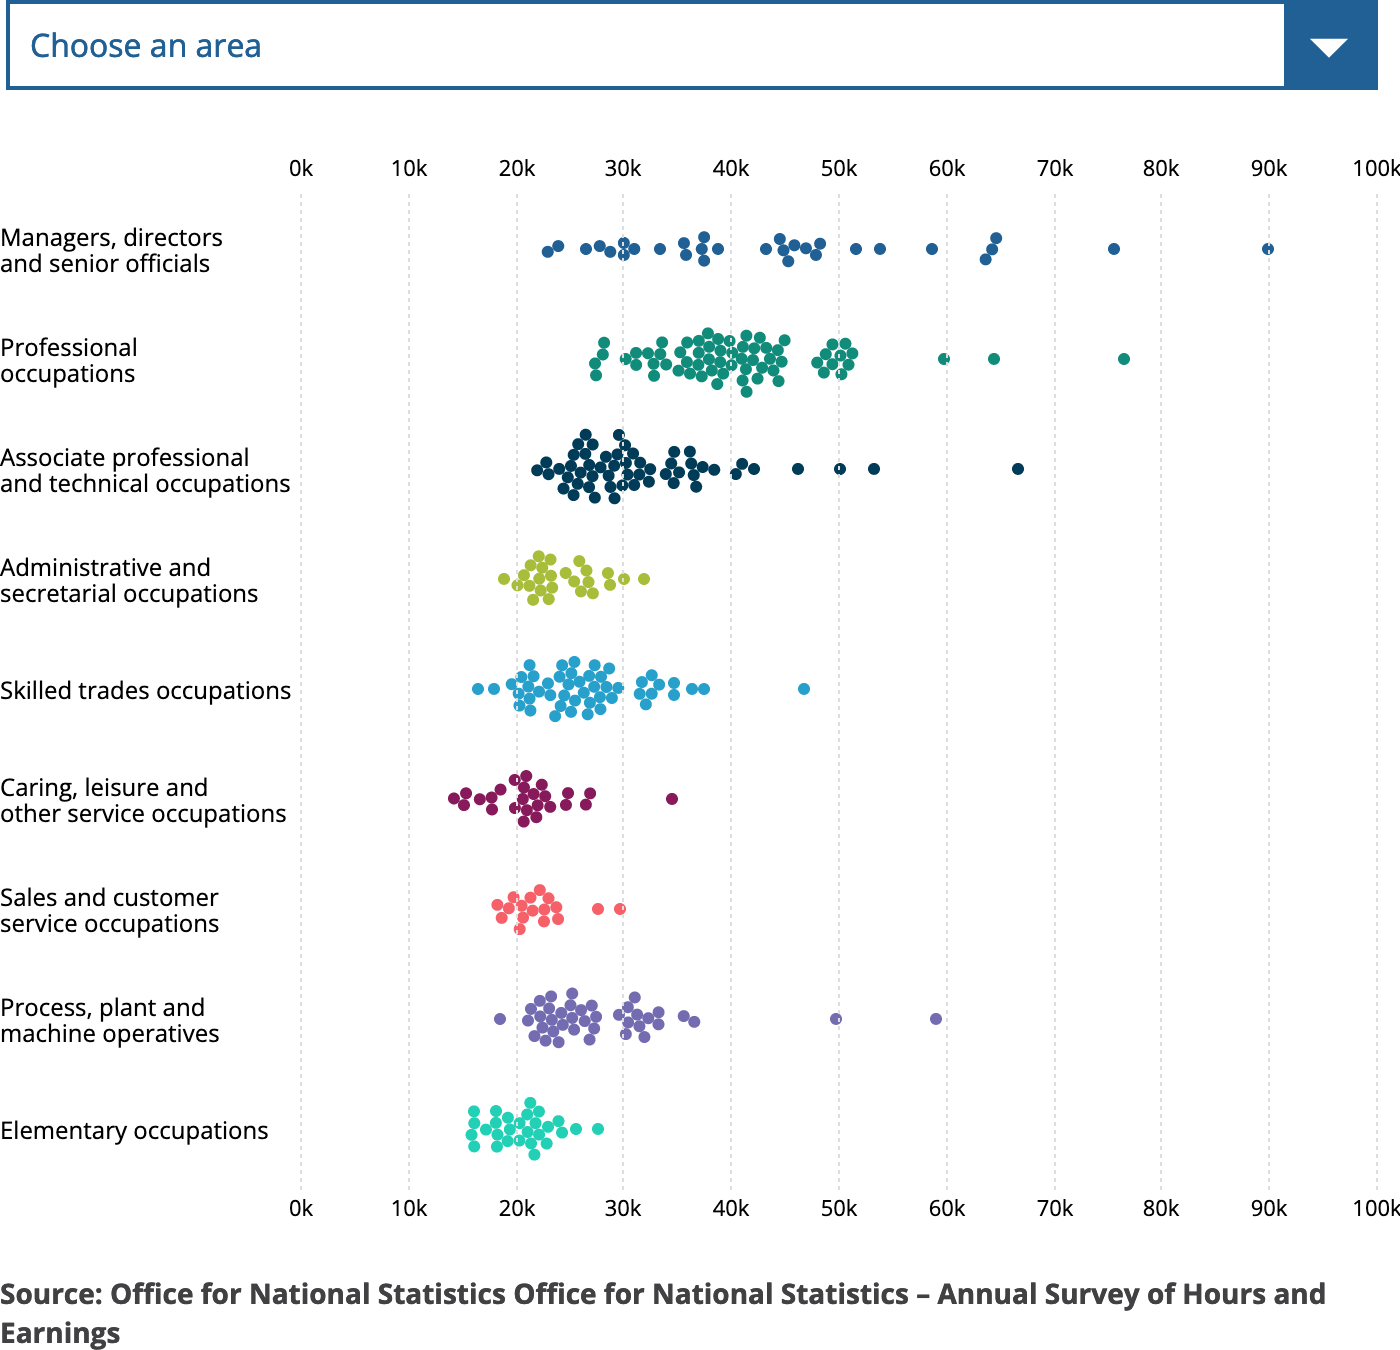 Choose an area
0k 10k 20k 30k 40k 50k 60k 70k 80k 90k 100k
Managers, directors
and senior officials
Professional
occupations
Associate professional
and technical occupations
Administrative and
secretarial occupations
Skilled trades occupations
Caring, leisure and
other service occupations
Sales and customer
service occupations
Process, plant and
machine operatives
Elementary occupations
0k 10k 20k 30k 40k 50k 60k 70k 80k 90k 100k
Source: Office for National Statistics Office for National Statistics – Annual Survey of Hours and
Earnings